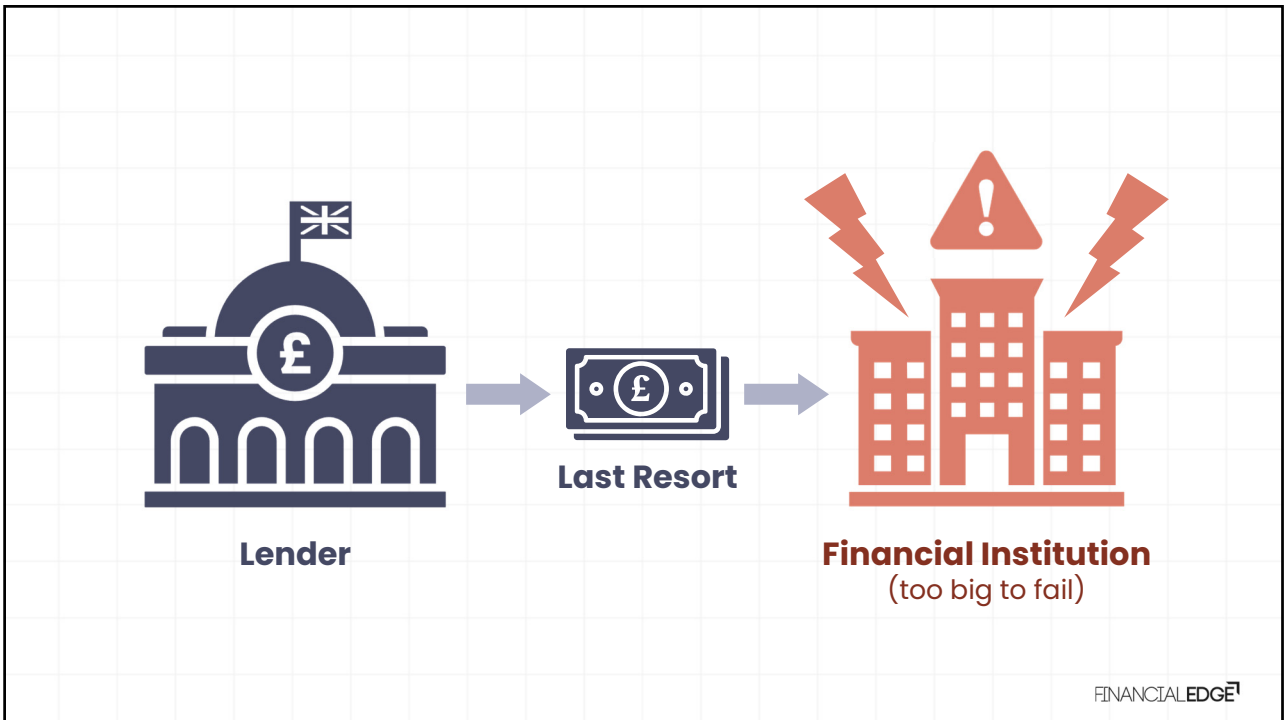 £
£
!
Last Resort
Lender
Financial Institution
(too big to fail)
FINANCIALEDGE